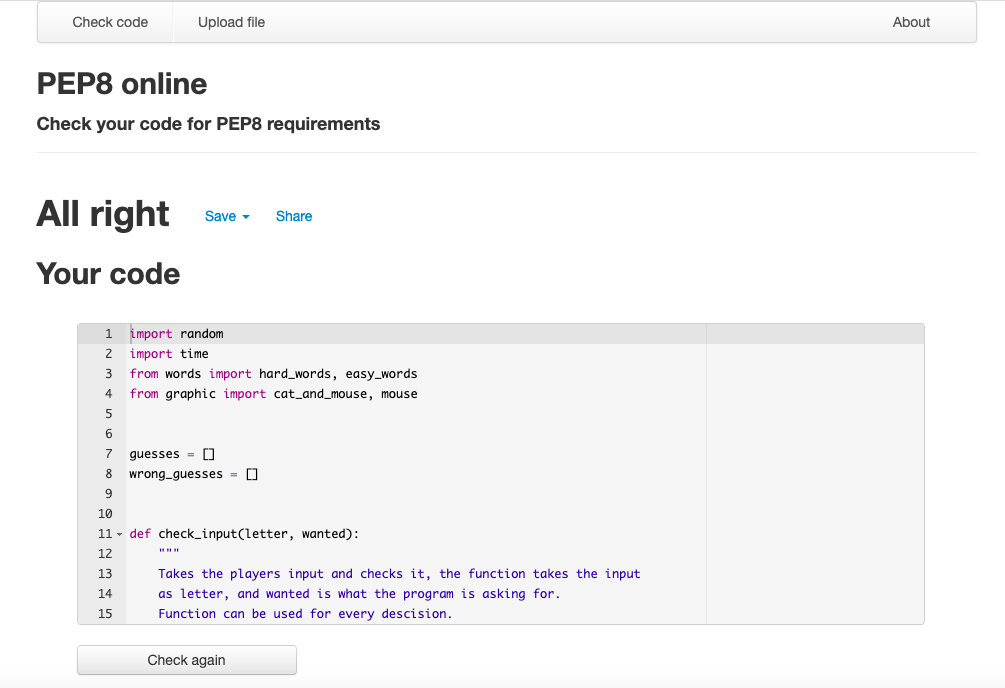 Check code Upload file About
PEP8 online
Check your code for PEP8 requirements
All right Save Share
Your code
1 import random
2 import time
3 from words import hard_words, easy_words
4 from graphic import cat_and_mouse, mouse
5
6
7 guesses = []
8 wrong_guesses = []
9
10
11 def check_input(letter, wanted):
12 """
13 Takes the players input and checks it, the function takes the input
14 as letter, and wanted is what the program is asking for.
15 Function can be used for every descision.
Check again